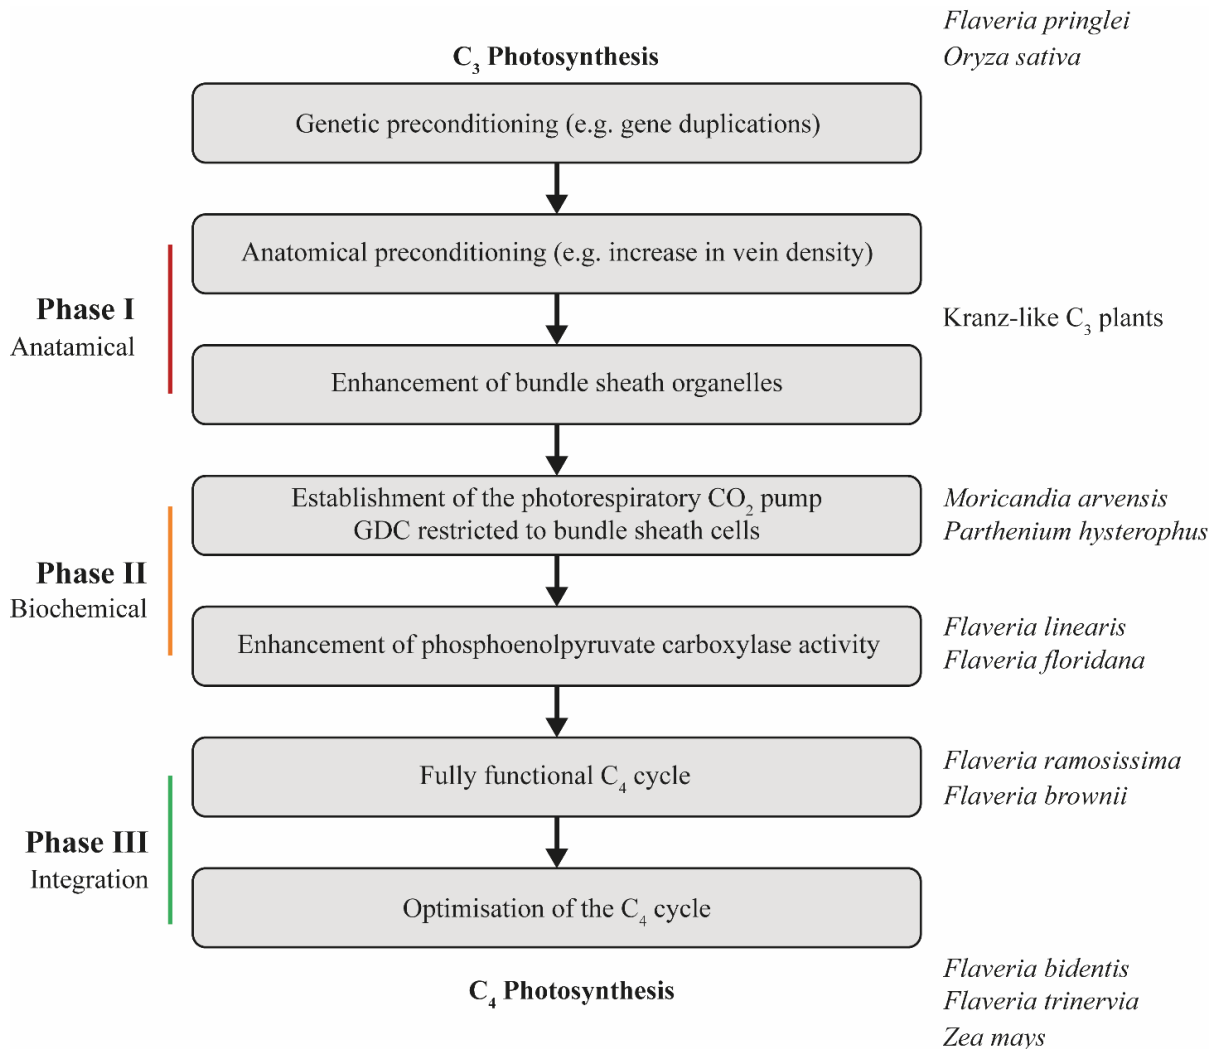 Flaveria pringlei
C3 Photosynthesis
Oryza sativa
Genetic preconditioning (e.g. gene duplications)
Anatomical preconditioning (e.g. increase in vein density)
Phase I
Anatamical
Kranz-like C3 plants
Enhancement of bundle sheath organelles
Establishment of the photorespiratory CO2 pump
GDC restricted to bundle sheath cells
Moricandia arvensis
Parthenium hysterophus
Phase II
Biochemical
Enhancement of phosphoenolpyruvate carboxylase activity
Flaveria linearis
Flaveria floridana
Fully functional C4 cycle
Flaveria ramosissima
Flaveria brownii
Phase III
Integration
Optimisation of the C4 cycle
C4 Photosynthesis
Flaveria bidentis
Flaveria trinervia
Zea mays